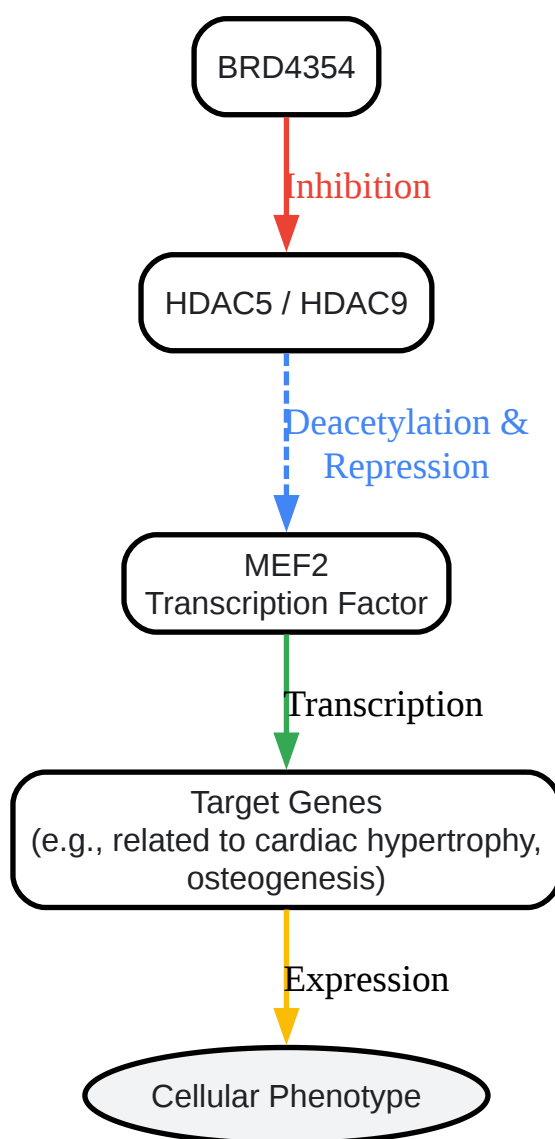 BRD4354
Inhibition
HDAC5 / HDAC9
Deacetylation &
Repression
MEF2
Transcription Factor
Transcription
Target Genes
(e.g., related to cardiac hypertrophy,
osteogenesis)
Expression
Cellular Phenotype